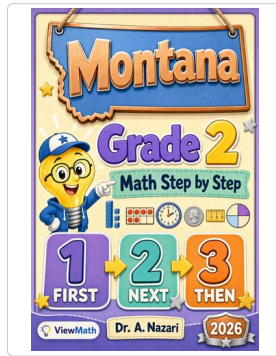 Montana
Grade 2
Math Step by Step
1 2 3
FIRST NEXT THEN
ViewMath Dr. A. Nazari 2026